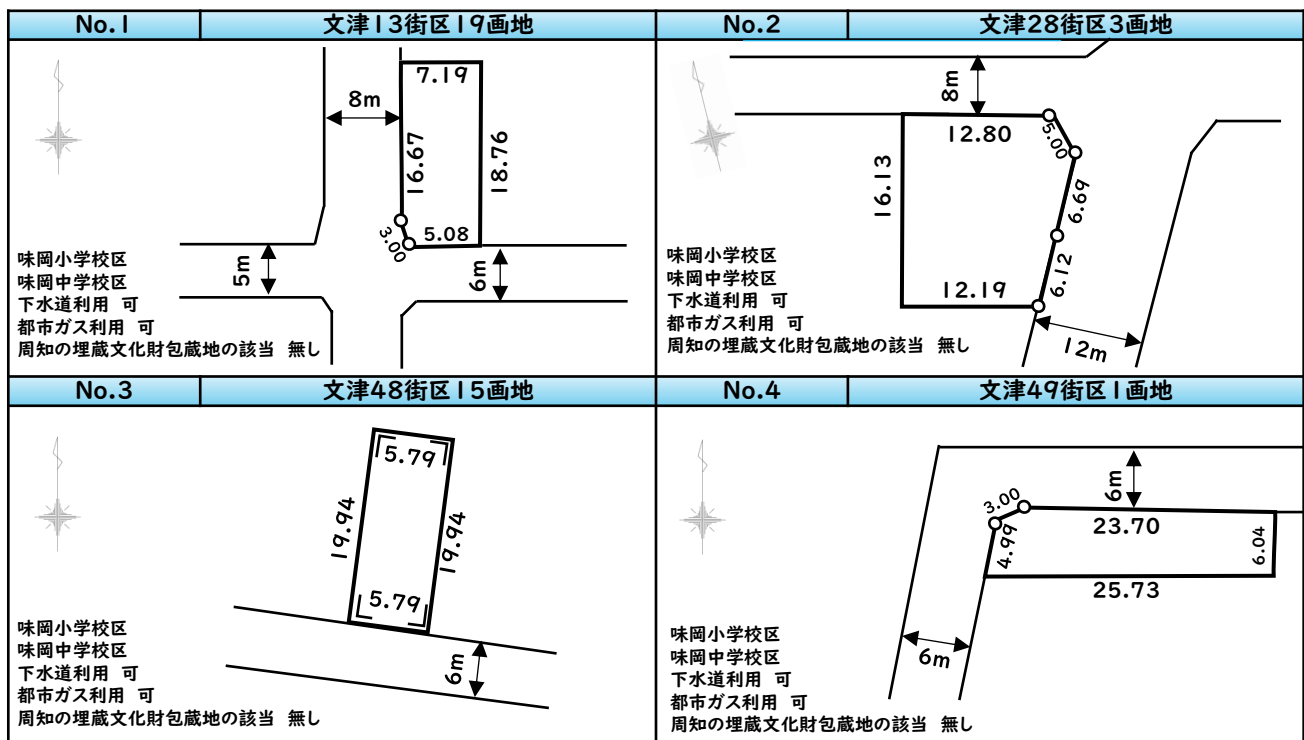 No.1 文津13街区19画地
7.19
8m
16.67
18.76
3.00
5.08
5m
6m
味岡小学校区
味岡中学校区
下水道利用 可
都市ガス利用 可
周知の埋蔵文化財包蔵地の該当 無し
No.2 文津28街区3画地
8m
12.80
5.00
16.13
6.69
6.12
12.19
12m
味岡小学校区
味岡中学校区
下水道利用 可
都市ガス利用 可
周知の埋蔵文化財包蔵地の該当 無し
No.3 文津48街区15画地
5.79
19.94
19.94
5.79
6m
味岡小学校区
味岡中学校区
下水道利用 可
都市ガス利用 可
周知の埋蔵文化財包蔵地の該当 無し
No.4 文津49街区1画地
6m
3.00
23.70
4.99
6.04
25.73
6m
味岡小学校区
味岡中学校区
下水道利用 可
都市ガス利用 可
周知の埋蔵文化財包蔵地の該当 無し